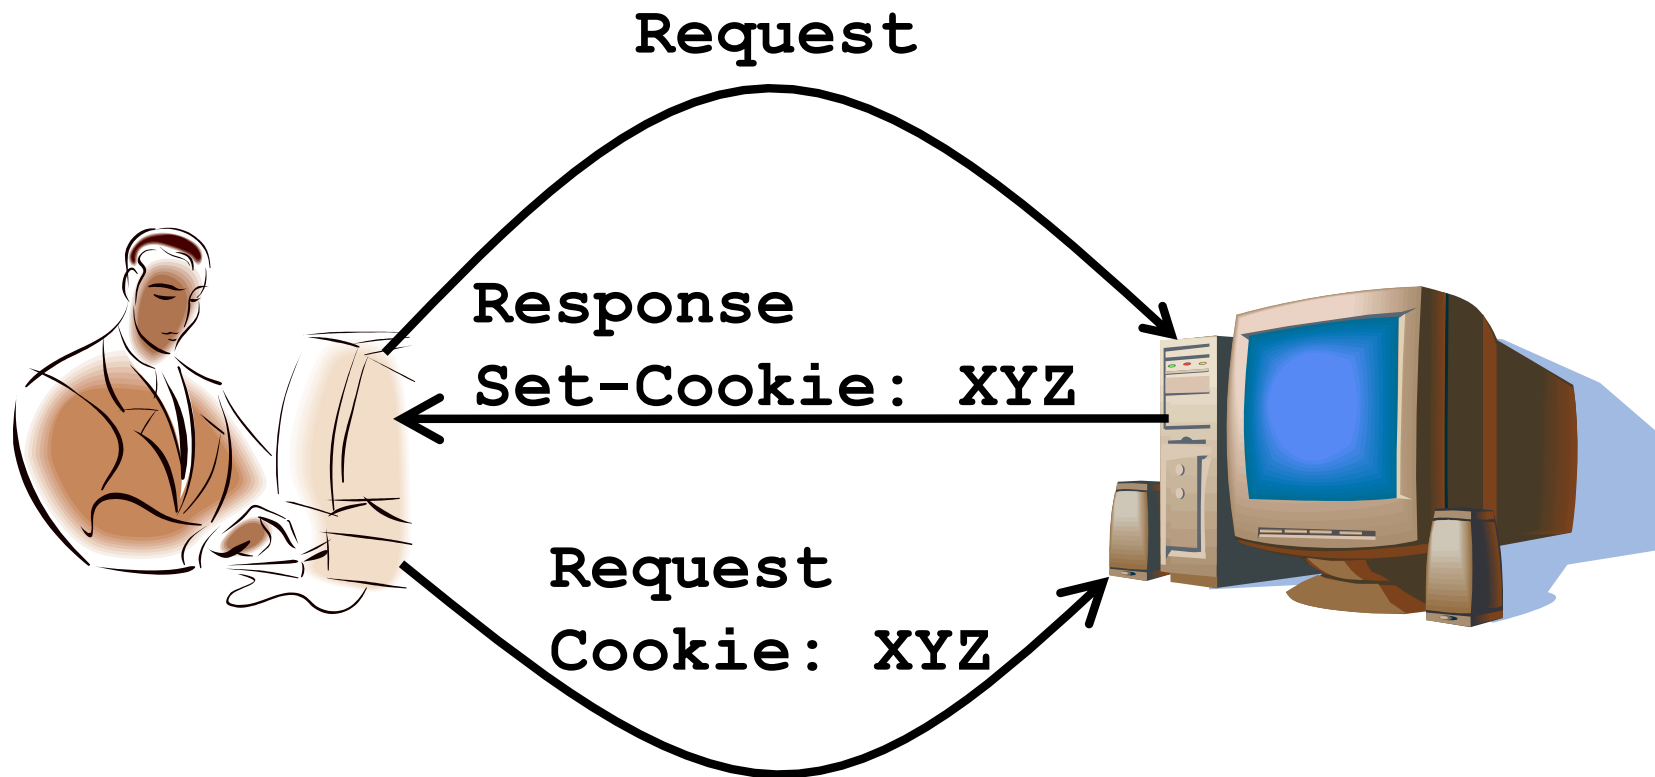 Request
Response
Set-Cookie: XYZ
Request
Cookie: XYZ